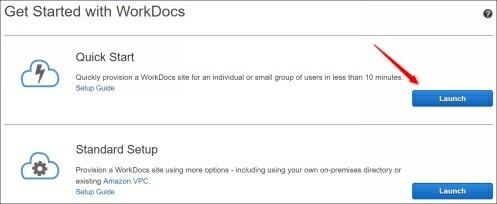 Get Started with WorkDocs
?
Quick Start
Quickly provision a WorkDocs site for an individual or small group of users in less than 10 minutes.
Setup Guide
Launch
Standard Setup
Provision a WorkDocs site using more options - including using your own on-premises directory or
existing Amazon VPC.
Setup Guide
Launch